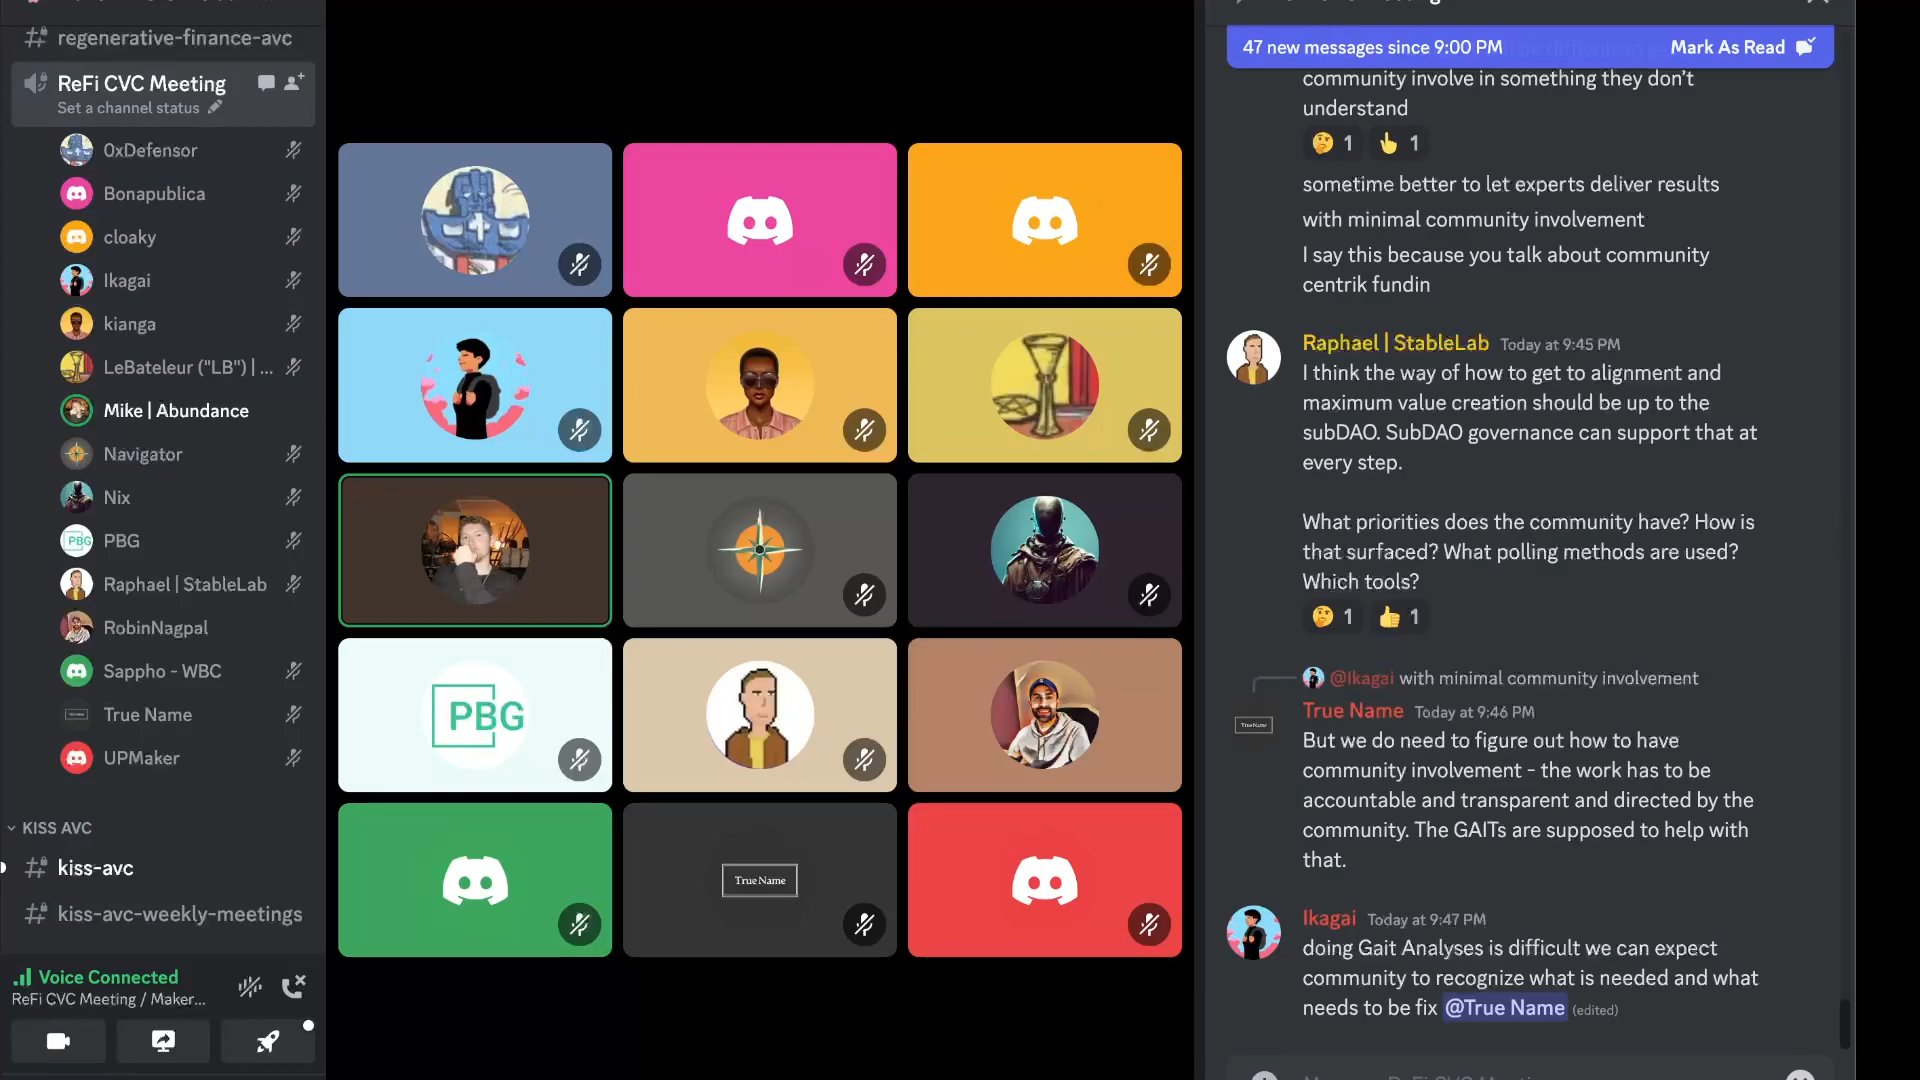 regenerative-finance-avc
ReFi CVC Meeting
Set a channel status
0xDefensor
Bonapublica
cloaky
Ikagai
kianga
LeBateleur ("LB") | ...
Mike | Abundance
Navigator
Nix
PBG
PBG
Raphael | StableLab
RobinNagpal
Sappho - WBC
True Name
UPMaker
KISS AVC
kiss-avc
kiss-avc-weekly-meetings
Voice Connected
ReFi CVC Meeting / Maker...
PBG
True Name
47 new messages since 9:00 PM
Mark As Read
community involve in something they don't
understand
1
1
sometime better to let experts deliver results
with minimal community involvement
I say this because you talk about community
centrik fundin
Raphael | StableLab Today at 9:45 PM
I think the way of how to get to alignment and
maximum value creation should be up to the
subDAO. SubDAO governance can support that at
every step.
What priorities does the community have? How is
that surfaced? What polling methods are used?
Which tools?
1
1
@Ikagai with minimal community involvement
True Name
True Name Today at 9:46 PM
But we do need to figure out how to have
community involvement - the work has to be
accountable and transparent and directed by the
community. The GAITs are supposed to help with
that.
Ikagai Today at 9:47 PM
doing Gait Analyses is difficult we can expect
community to recognize what is needed and what
needs to be fix @True Name (edited)